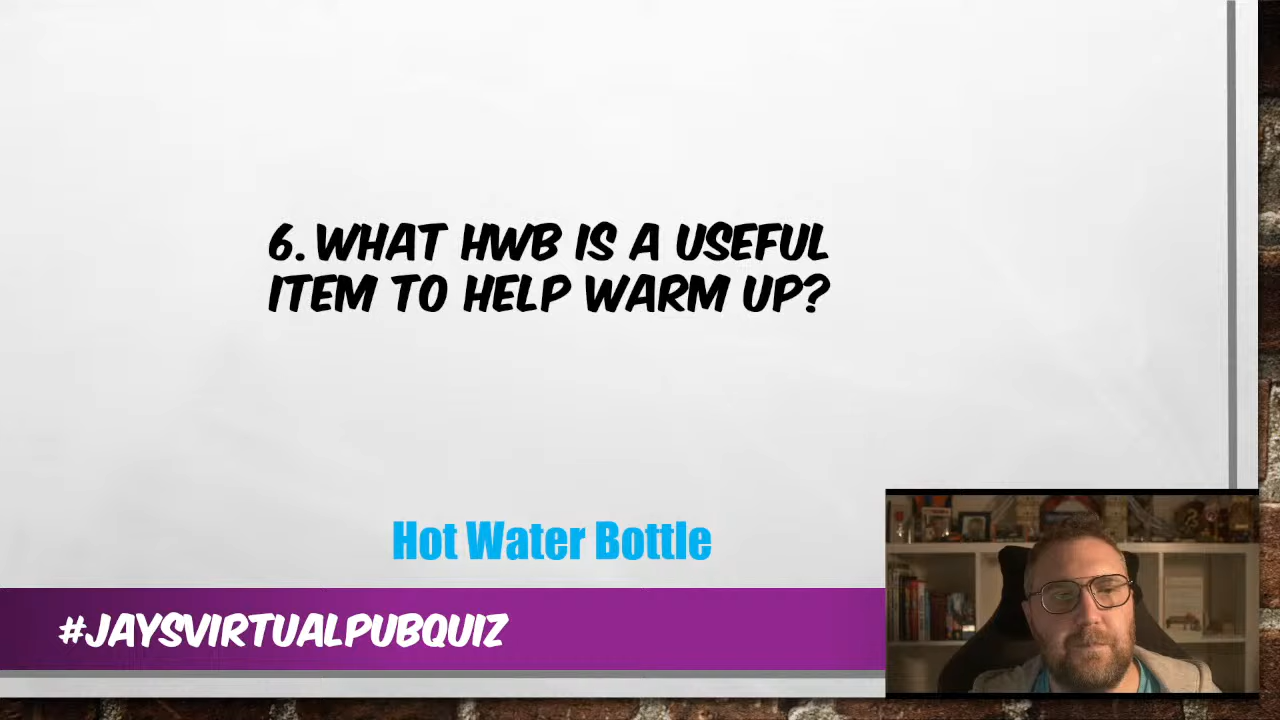 6. WHAT HWB IS A USEFUL
ITEM TO HELP WARM UP?
Hot Water Bottle
#JAYSVIRTUALPUBQUIZ